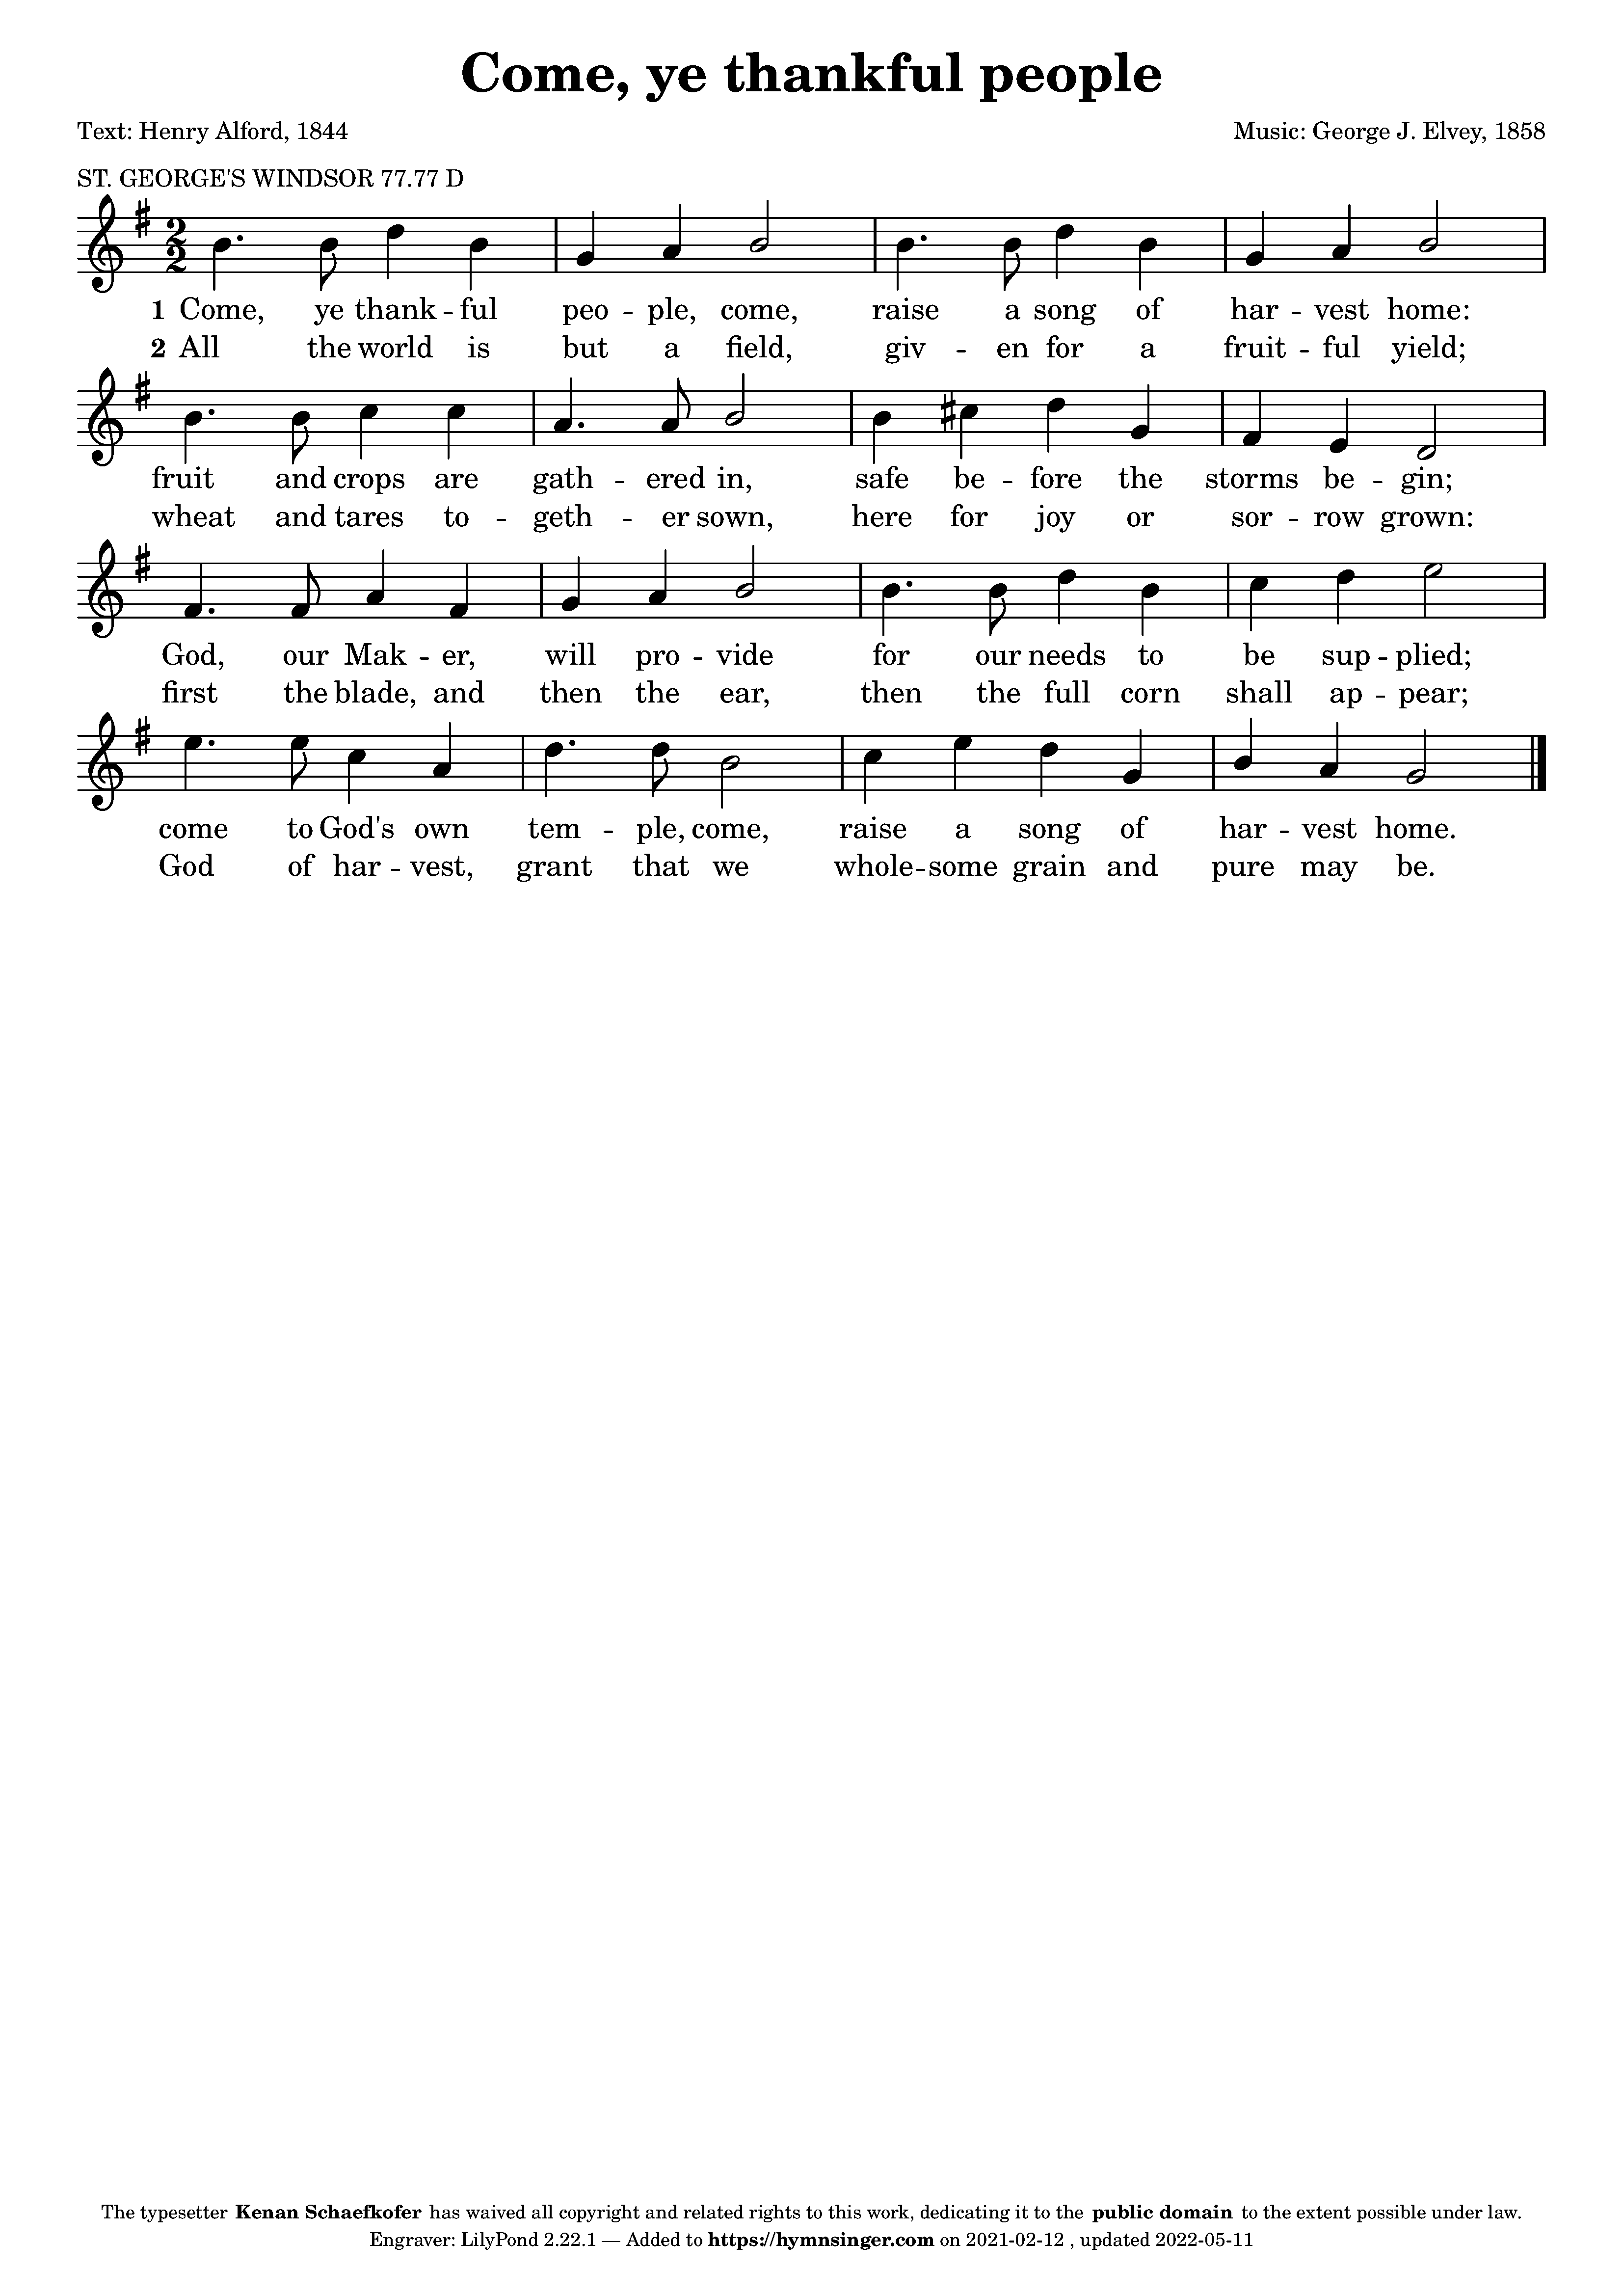 Come, ye thankful people
Text: Henry Alford, 1844 Music: George J. Elvey, 1858
ST. GEORGE'S WINDSOR 77.77 D
1 Come, ye thank - ful peo - ple, come, raise a song of har - vest home:
2 All the world is but a field, giv - en for a fruit - ful yield;
fruit and crops are gath - ered in, safe be - fore the storms be - gin;
wheat and tares to - geth - er sown, here for joy or sor - row grown:
God, our Mak - er, will pro - vide for our needs to be sup - plied;
first the blade, and then the ear, then the full corn shall ap - pear;
come to God's own tem - ple, come, raise a song of har - vest home.
God of har - vest, grant that we whole - some grain and pure may be.
The typesetter Kenan Schaefkofer has waived all copyright and related rights to this work, dedicating it to the public domain to the extent possible under law.
Engraver: LilyPond 2.22.1 — Added to https://hymnsinger.com on 2021-02-12 , updated 2022-05-11